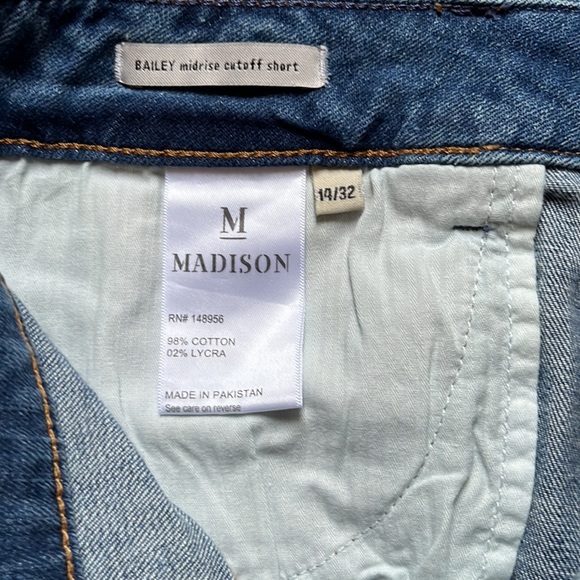 BAILEY midrise cutoff short
14/32
M
MADISON
RN# 148956
98% COTTON
02% LYCRA
MADE IN PAKISTAN
See care on reverse